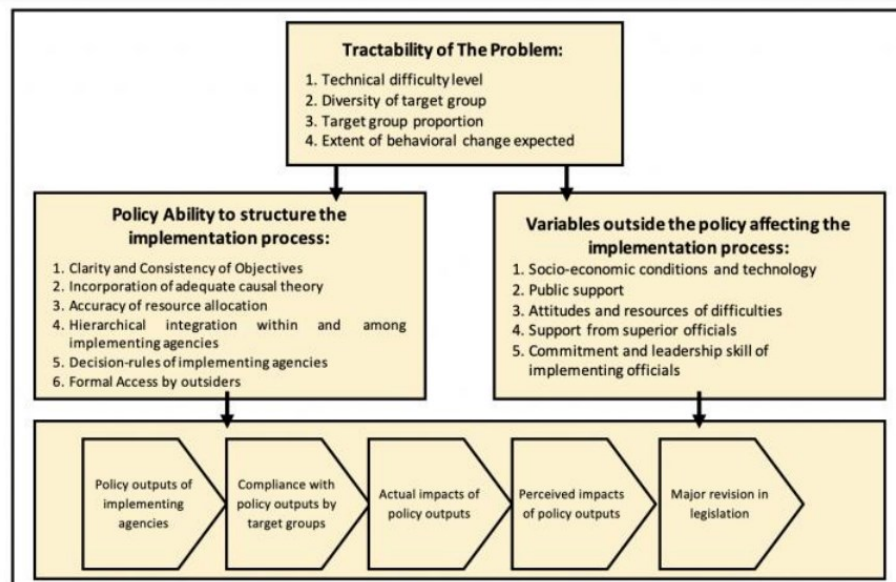 Tractability of The Problem:
1. Technical difficulty level
2. Diversity of target group
3. Target group proportion
4. Extent of behavioral change expected
Policy Ability to structure the
implementation process:
1. Clarity and Consistency of Objectives
2. Incorporation of adequate causal theory
3. Accuracy of resource allocation
4. Hierarchical integration within and among
implementing agencies
5. Decision-rules of implementing agencies
6. Formal Access by outsiders
Variables outside the policy affecting the
implementation process:
1. Socio-economic conditions and technology
2. Public support
3. Attitudes and resources of difficulties
4. Support from superior officials
5. Commitment and leadership skill of
implementing officials
Policy outputs of
implementing
agencies
Compliance with
policy outputs by
target groups
Actual impacts of
policy outputs
Perceived impacts
of policy outputs
Major revision in
legislation